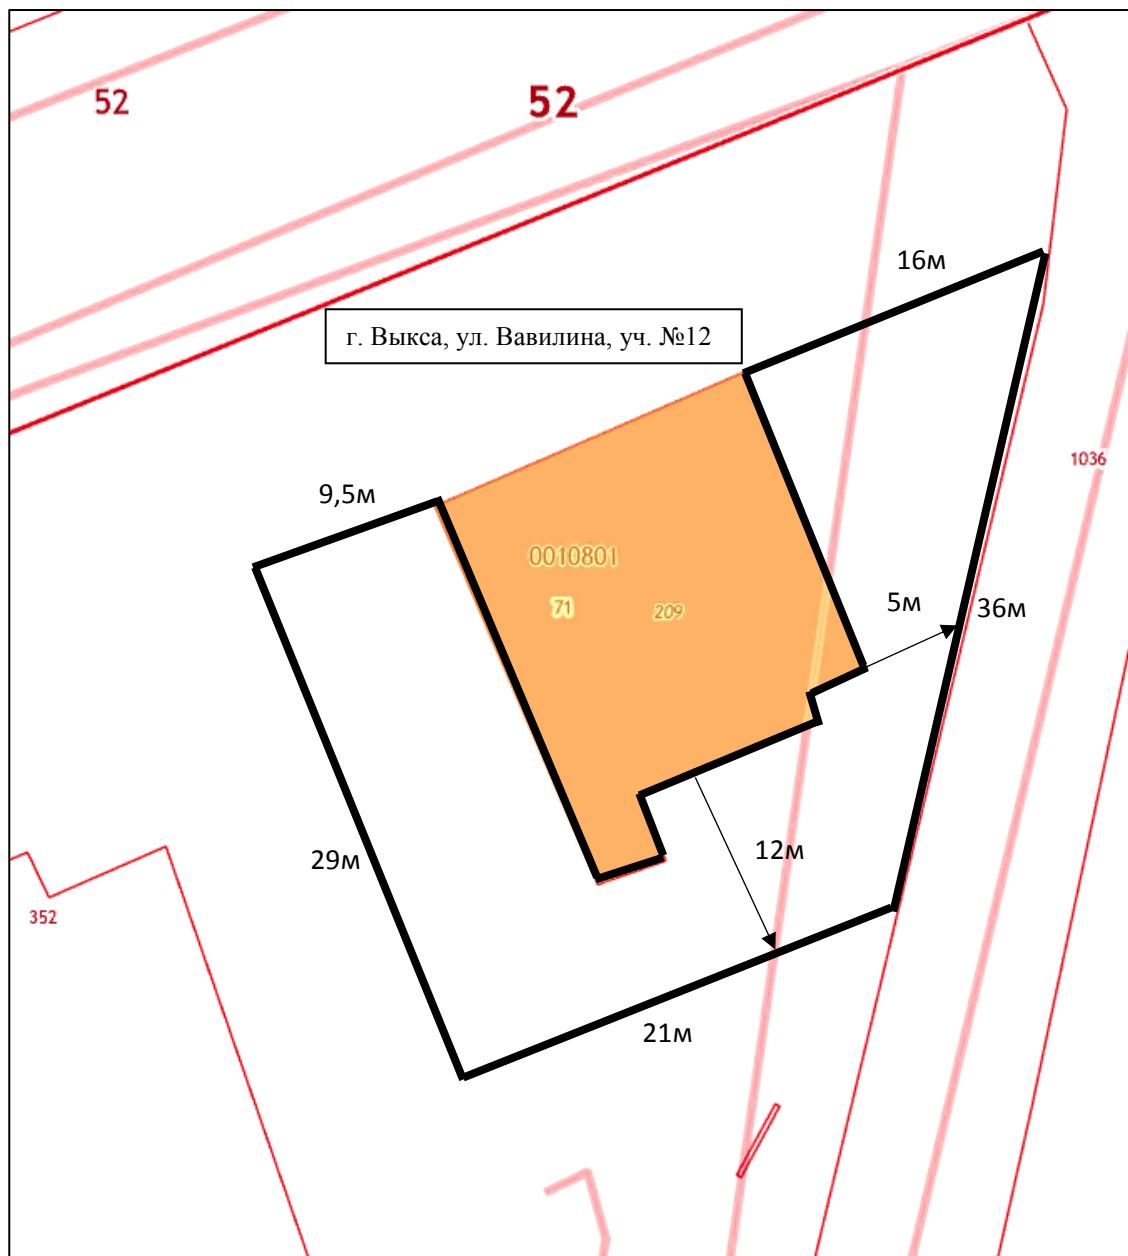 52
52
16м
г. Выкса, ул. Вавилина, уч. №12
1036
9,5м
0010801
71
209
5м
36м
29м
12м
352
21м